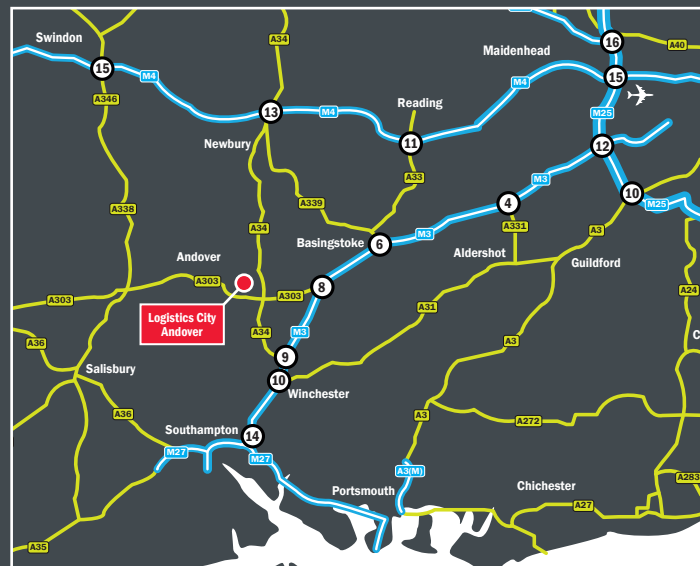 Swindon
A34
16
A40
Maidenhead
15
M4
15
M4
A346
Reading
13
M4
M25
Newbury
11
12
A33
M3
10
A338
A339
4
M25
A34
M3
A331
A3
Basingstoke
6
Aldershot
Guildford
Andover
A303
8
A303
A303
A24
Logistics City
Andover
A31
M3
A34
A36
9
A3
C
Salisbury
10
Winchester
A36
A3
A272
Southampton
14
M27
M27
A3(M)
A283
Portsmouth
Chichester
A27
A35